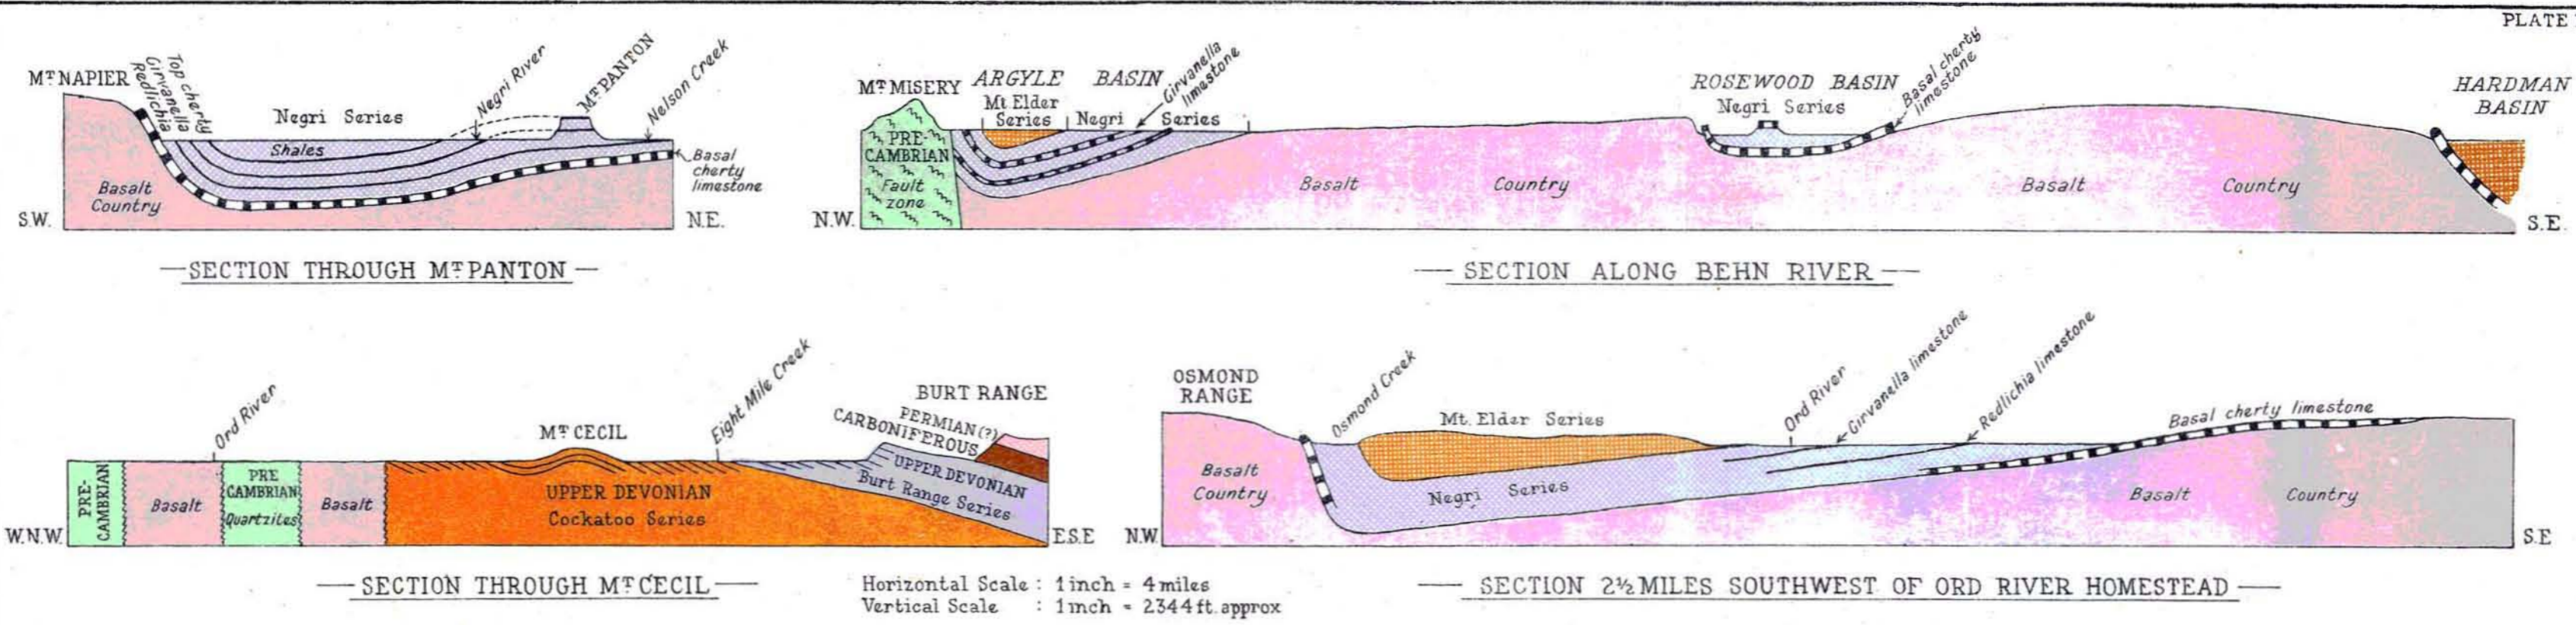 PLATE
MT NAPIER
Redlichia
Girvanella
Top cherty
Negri Series
Negri River
MT PANTON
Nelson Creek
Shales
Basalt
Country
Basal
cherty
limestone
S.W.
N.E.
SECTION THROUGH MT PANTON
MT MISERY
ARGYLE BASIN
Mt Elder
Series
Negri Series
Girvanella
limestone
PRE-
CAMBRIAN
Fault
zone
Basalt Country
ROSEWOOD BASIN
Negri Series
Basal cherty
limestone
Basalt Country
HARDMAN
BASIN
N.W.
S.E.
SECTION ALONG BEHN RIVER
Ord River
MT CECIL
Eight Mile Creek
BURT RANGE
PERMIAN (?)
CARBONIFEROUS
PRE-
CAMBRIAN
Basalt
PRE
CAMBRIAN
Quartzites
Basalt
UPPER DEVONIAN
Cockatoo Series
UPPER DEVONIAN
Burt Range Series
W.N.W.
E.S.E
SECTION THROUGH MT CECIL
Horizontal Scale : 1 inch = 4 miles
Vertical Scale : 1 inch = 2344 ft. approx
OSMOND
RANGE
Osmond Creek
Mt. Elder Series
Ord River
Girvanella limestone
Redlichia limestone
Basal cherty limestone
Basalt
Country
Negri Series
Basalt Country
N.W.
S.E
SECTION 2½ MILES SOUTHWEST OF ORD RIVER HOMESTEAD